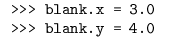 >>> blank.x = 3.0
>>> blank.y = 4.0